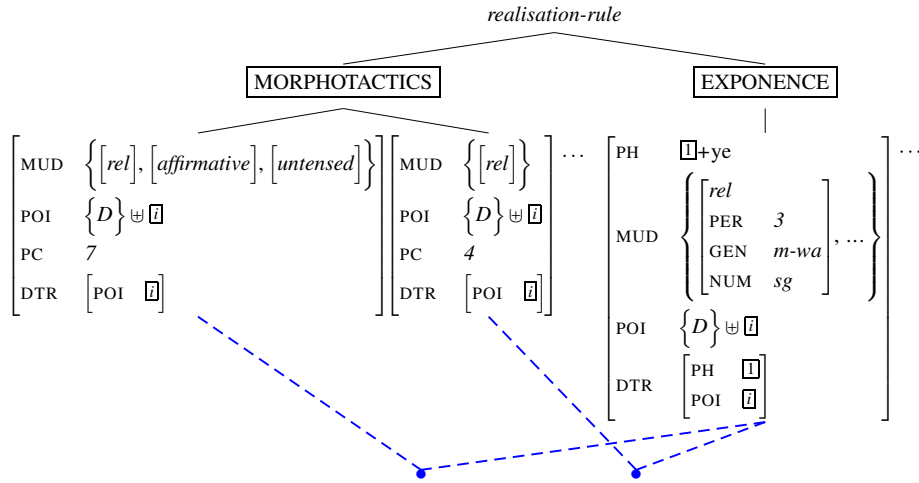 realisation-rule
MORPHOTACTICS EXPONENCE
MUD {[rel], [affirmative], [untensed]}
POI {D} ⊎ i
PC 7
DTR [POI i]
MUD {[rel]}
POI {D} ⊎ i
PC 4
DTR [POI i]
...
PH 1+ye
MUD {[rel
PER 3
GEN m-wa
NUM sg], ...}
POI {D} ⊎ i
DTR [PH 1
POI i]
...